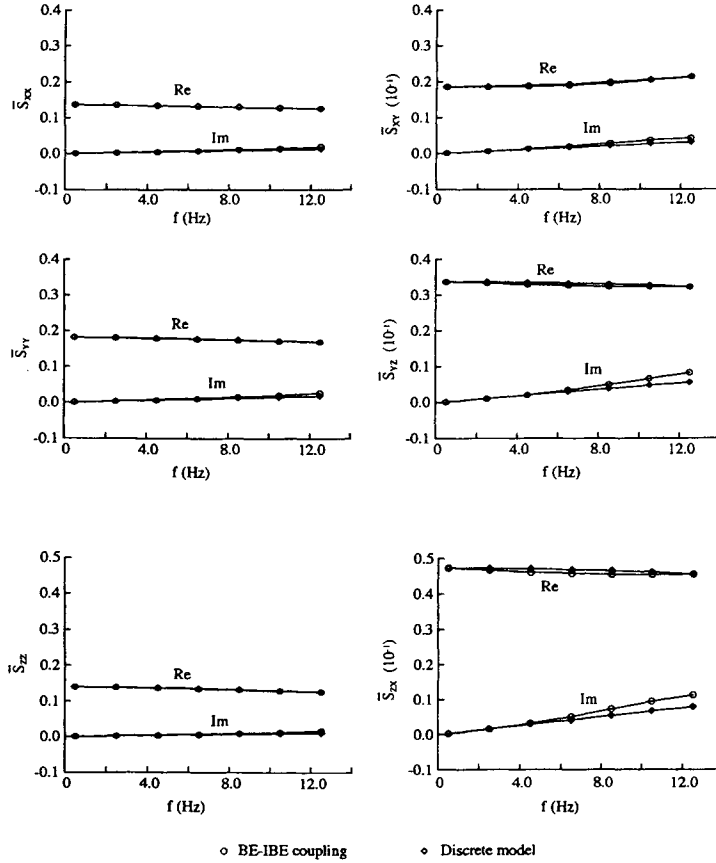 0.4
0.3
0.2
0.1
0.0
-0.1
S̄XX
Re
Im
0 4.0 8.0 12.0
f (Hz)
0.4
0.3
0.2
0.1
0.0
-0.1
S̄XY (10⁻¹)
Re
Im
0 4.0 8.0 12.0
f (Hz)
0.4
0.3
0.2
0.1
0.0
-0.1
S̄YY
Re
Im
0 4.0 8.0 12.0
f (Hz)
0.4
0.3
0.2
0.1
0.0
-0.1
S̄YZ (10⁻¹)
Re
Im
0 4.0 8.0 12.0
f (Hz)
0.5
0.4
0.3
0.2
0.1
0.0
-0.1
S̄ZZ
Re
Im
0 4.0 8.0 12.0
f (Hz)
0.5
0.4
0.3
0.2
0.1
0.0
-0.1
S̄ZX (10⁻¹)
Re
Im
0 4.0 8.0 12.0
f (Hz)
BE-IBE coupling
Discrete model